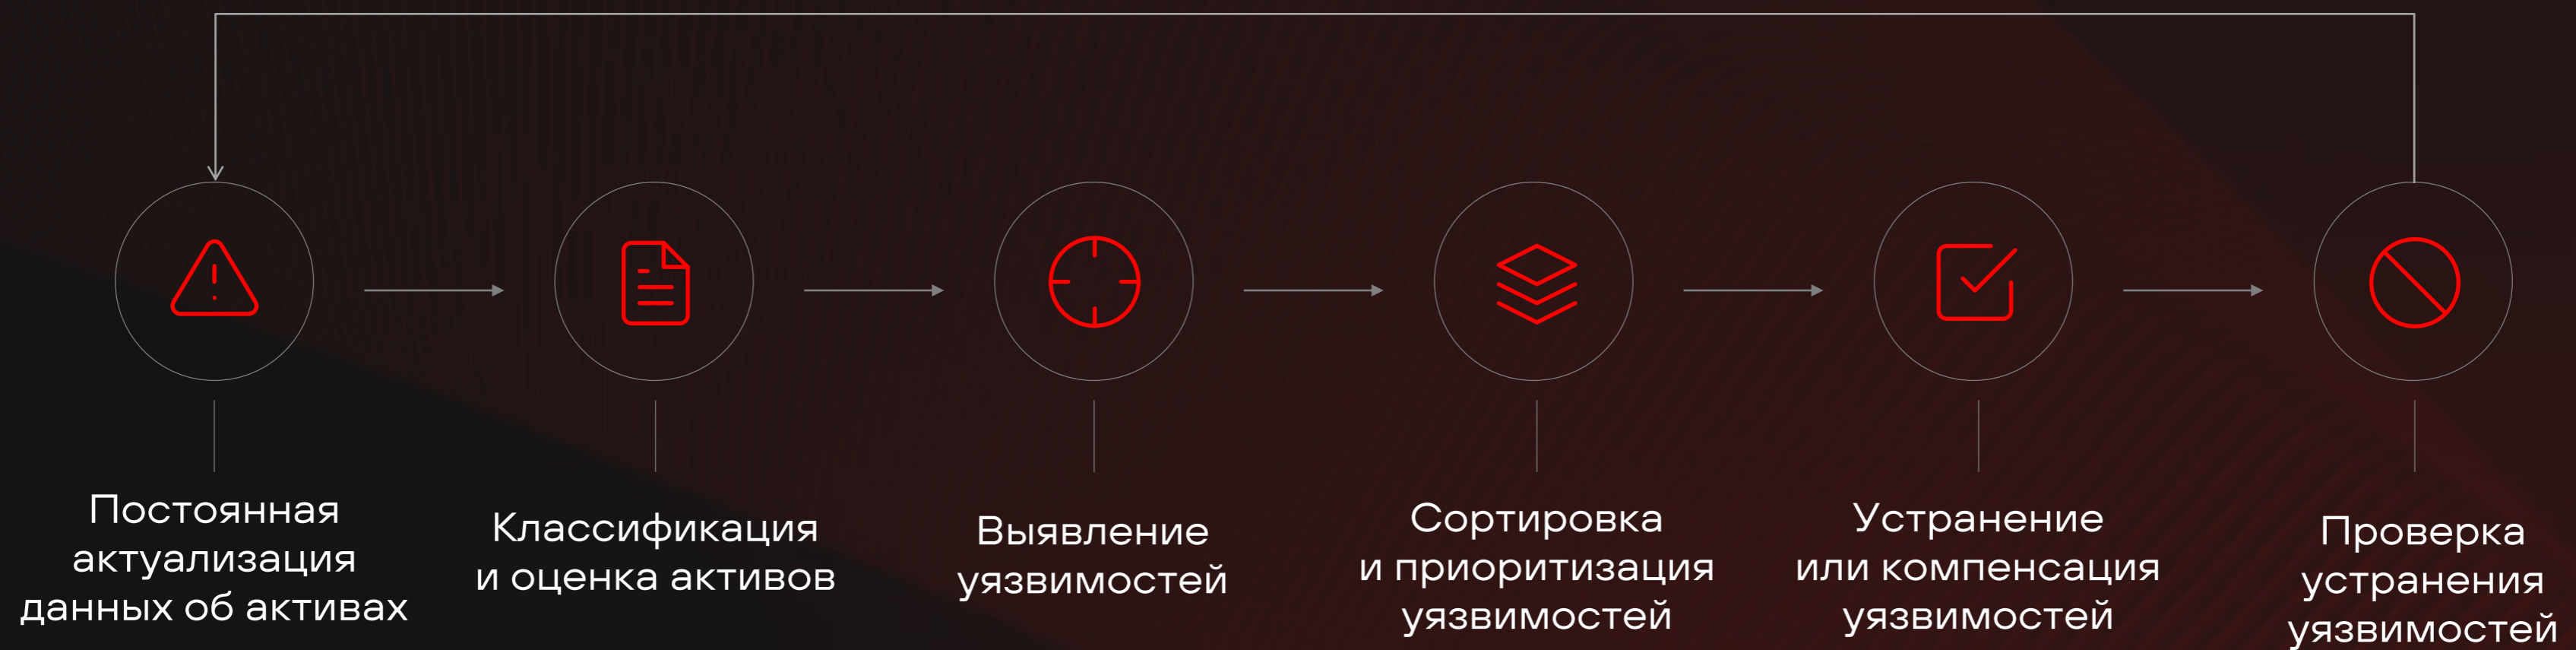 Постоянная
актуализация
данных об активах
Классификация
и оценка активов
Выявление
уязвимостей
Сортировка
и приоритизация
уязвимостей
Устранение
или компенсация
уязвимостей
Проверка
устранения
уязвимостей